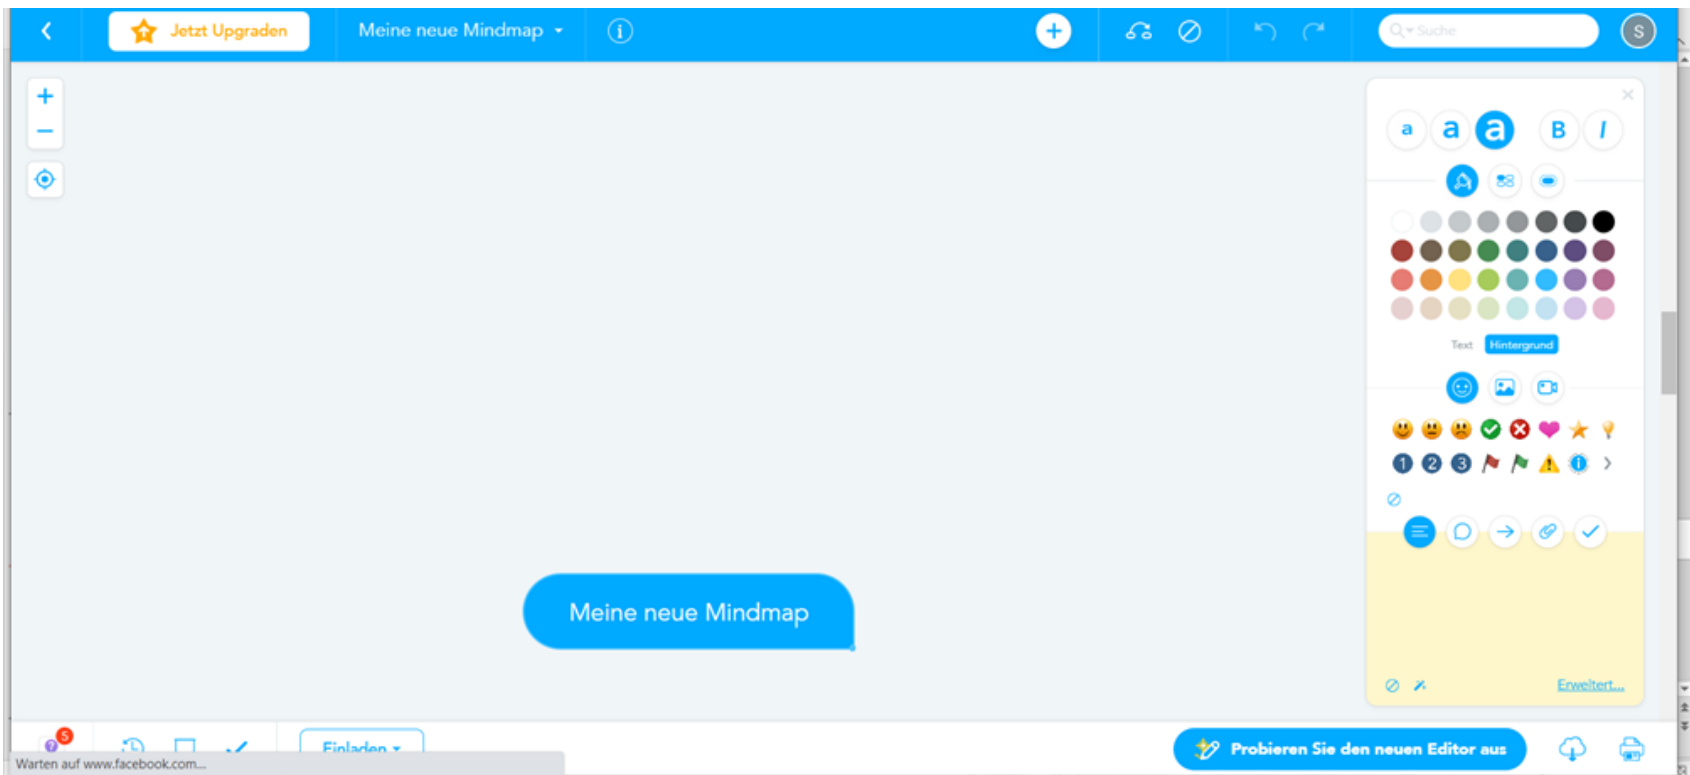 Jetzt Upgraden
Meine neue Mindmap
Suche
S
a a a B I
Text Hintergrund
1 2 3
Meine neue Mindmap
Erweitert...
5
Einladen
Probieren Sie den neuen Editor aus
Warten auf www.facebook.com...